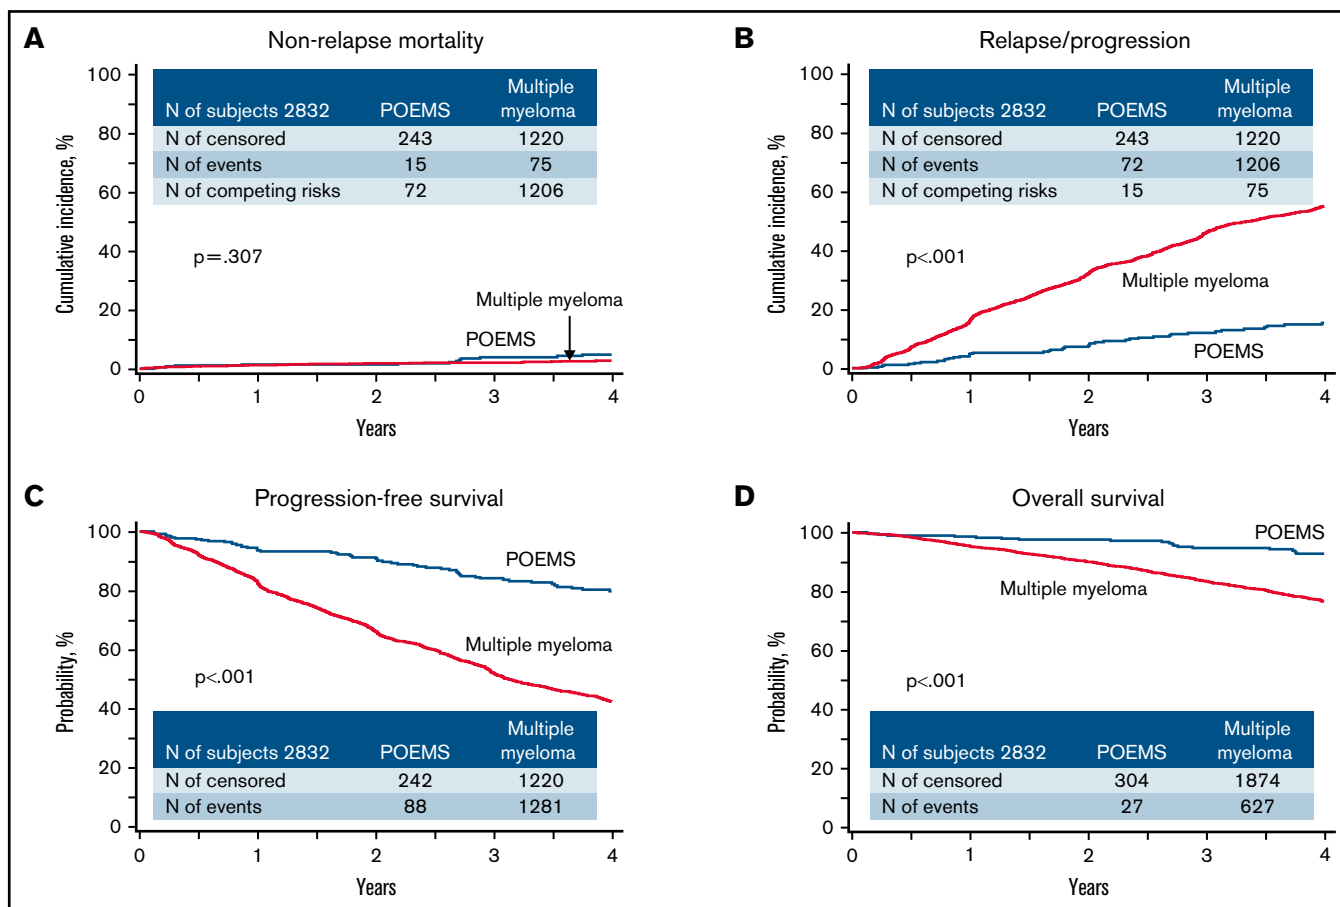 A
Non-relapse mortality
Cumulative incidence, %
100
80
60
40
20
0
N of subjects 2832 POEMS Multiple myeloma
N of censored 243 1220
N of events 15 75
N of competing risks 72 1206
p=.307
Multiple myeloma
POEMS
0 1 2 3 4
Years
B
Relapse/progression
Cumulative incidence, %
100
80
60
40
20
0
N of subjects 2832 POEMS Multiple myeloma
N of censored 243 1220
N of events 72 1206
N of competing risks 15 75
p<.001
Multiple myeloma
POEMS
0 1 2 3 4
Years
C
Progression-free survival
Probability, %
100
80
60
40
20
0
POEMS
Multiple myeloma
p<.001
N of subjects 2832 POEMS Multiple myeloma
N of censored 242 1220
N of events 88 1281
0 1 2 3 4
Years
D
Overall survival
Probability, %
100
80
60
40
20
0
POEMS
Multiple myeloma
p<.001
N of subjects 2832 POEMS Multiple myeloma
N of censored 304 1874
N of events 27 627
0 1 2 3 4
Years